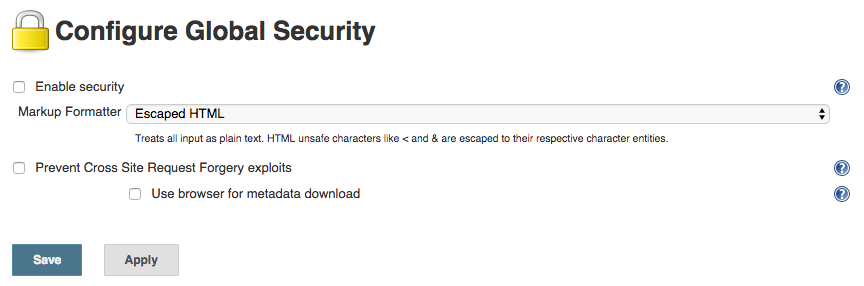 Configure Global Security
Enable security
Markup Formatter Escaped HTML
Treats all input as plain text. HTML unsafe characters like < and & are escaped to their respective character entities.
Prevent Cross Site Request Forgery exploits
Use browser for metadata download
Save Apply